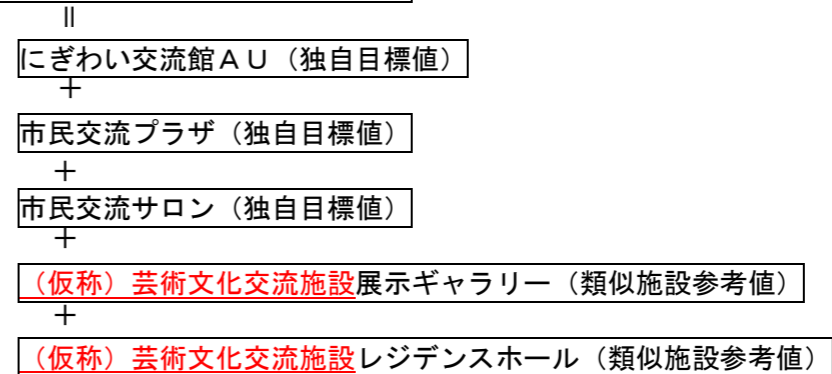 ＝
にぎわい交流館ＡＵ（独自目標値）
＋
市民交流プラザ（独自目標値）
＋
市民交流サロン（独自目標値）
＋
（仮称）芸術文化交流施設展示ギャラリー（類似施設参考値）
＋
（仮称）芸術文化交流施設レジデンスホール（類似施設参考値）